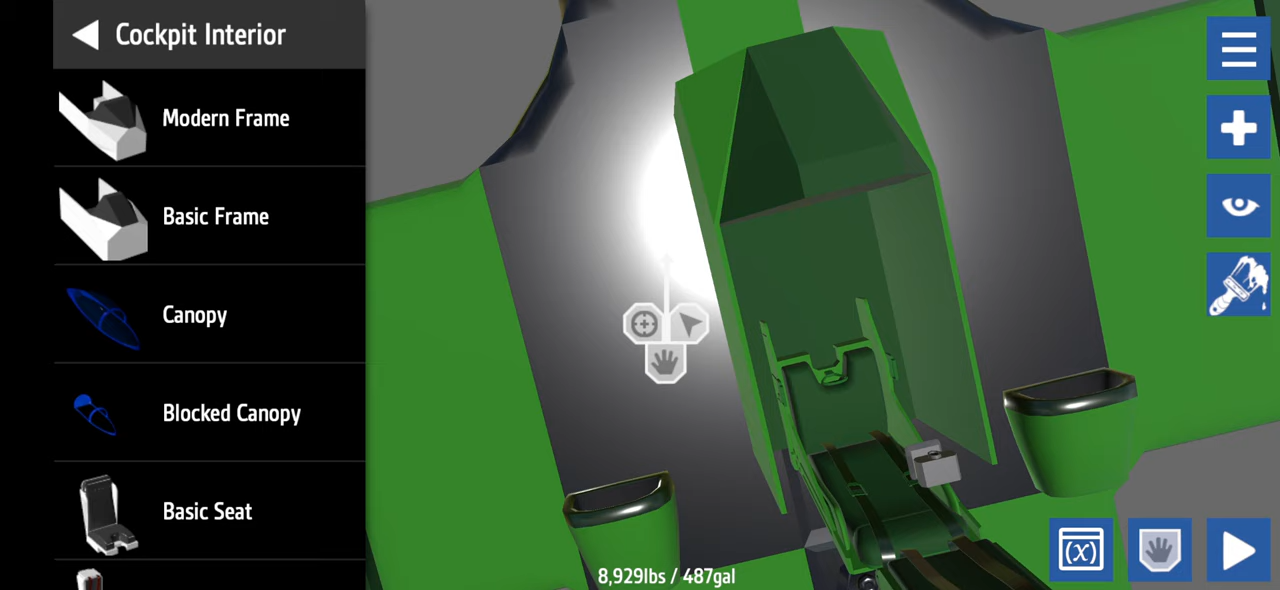 Cockpit Interior
Modern Frame
Basic Frame
Canopy
Blocked Canopy
Basic Seat
(x)
8,929lbs / 487gal